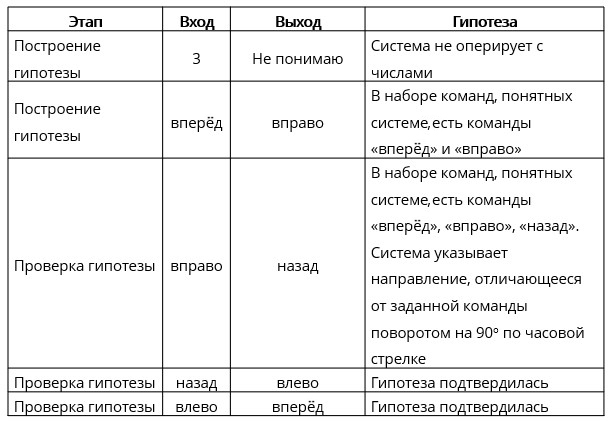 Этап Вход Выход Гипотеза
Построение гипотезы 3 Не понимаю Система не оперирует с числами
Построение гипотезы вперёд вправо В наборе команд, понятных системе,есть команды «вперёд» и «вправо»
Проверка гипотезы вправо назад В наборе команд, понятных системе,есть команды «вперёд», «вправо», «назад». Система указывает направление, отличающееся от заданной команды поворотом на 90° по часовой стрелке
Проверка гипотезы назад влево Гипотеза подтвердилась
Проверка гипотезы влево вперёд Гипотеза подтвердилась